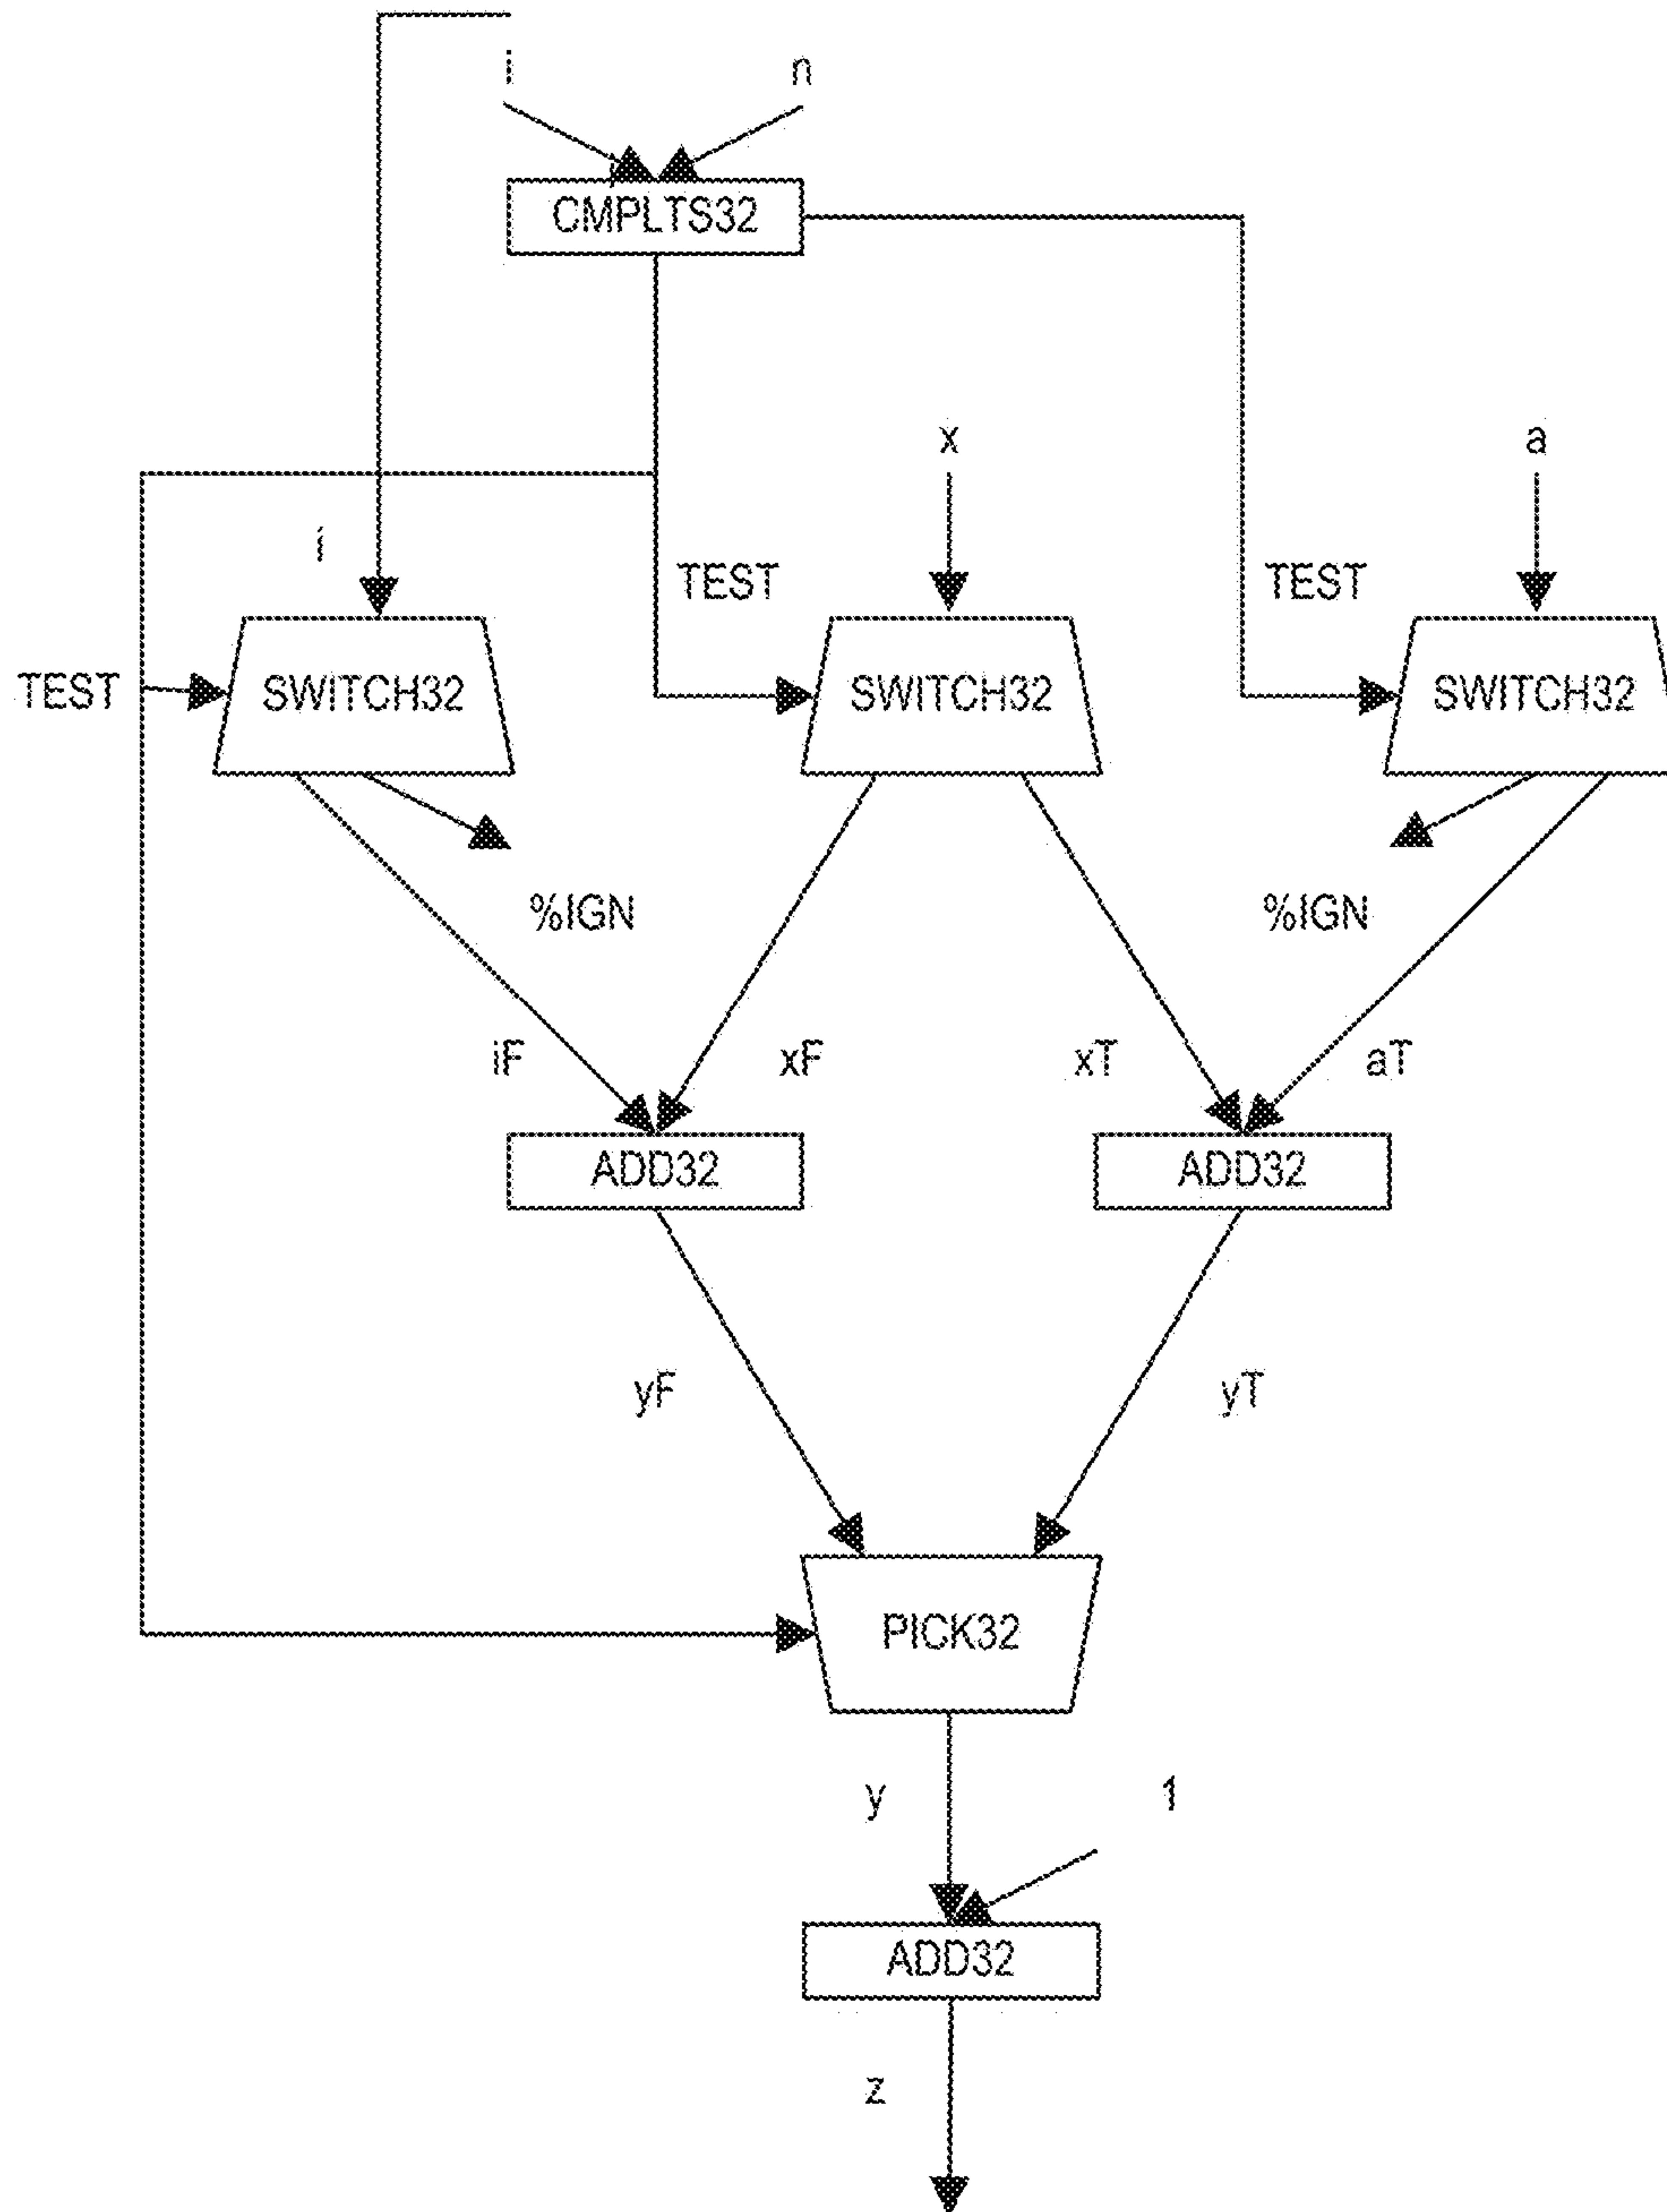 i n
CMPLTS32
x a
i TEST TEST
TEST SWITCH32 SWITCH32 SWITCH32
%IGN %IGN
iF xF xT aT
ADD32 ADD32
yF yT
PICK32
y 1
ADD32
z